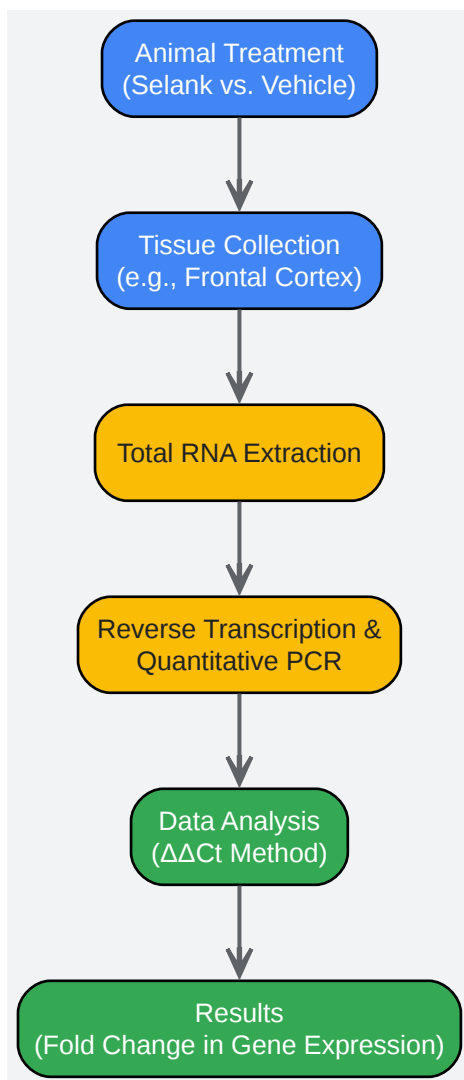 Animal Treatment
(Selank vs. Vehicle)
Tissue Collection
(e.g., Frontal Cortex)
Total RNA Extraction
Reverse Transcription &
Quantitative PCR
Data Analysis
(ΔΔCt Method)
Results
(Fold Change in Gene Expression)